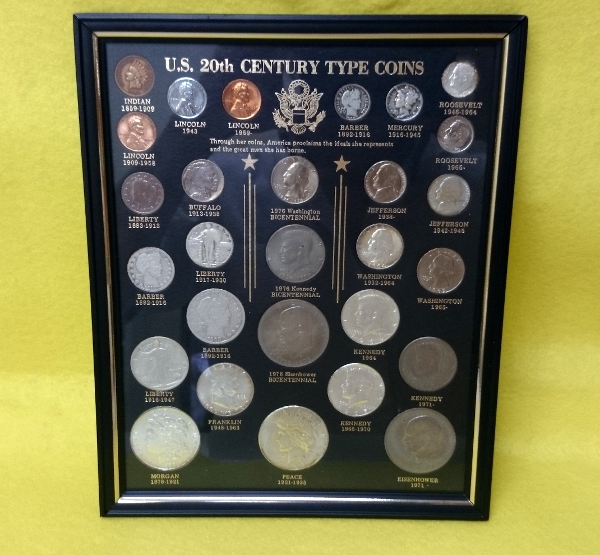 U.S. 20th CENTURY TYPE COINS
INDIAN
1859-1909
LINCOLN
1943
LINCOLN
1959-
BARBER
1892-1916
MERCURY
1916-1945
ROOSEVELT
1946-1964
LINCOLN
1909-1958
Through her coins, America proclaims the ideals she represents
and the great men she has borne.
ROOSEVELT
1965-
LIBERTY
1883-1913
BUFFALO
1913-1938
1976 Washington
BICENTENNIAL
JEFFERSON
1938-
JEFFERSON
1942-1945
BARBER
1892-1916
LIBERTY
1917-1930
1976 Kennedy
BICENTENNIAL
WASHINGTON
1932-1964
WASHINGTON
1965-
BARBER
1892-1915
1976 Eisenhower
BICENTENNIAL
KENNEDY
1964
LIBERTY
1916-1947
FRANKLIN
1948-1963
KENNEDY
1965-1970
KENNEDY
1971-
MORGAN
1878-1921
PEACE
1921-1935
EISENHOWER
1971-